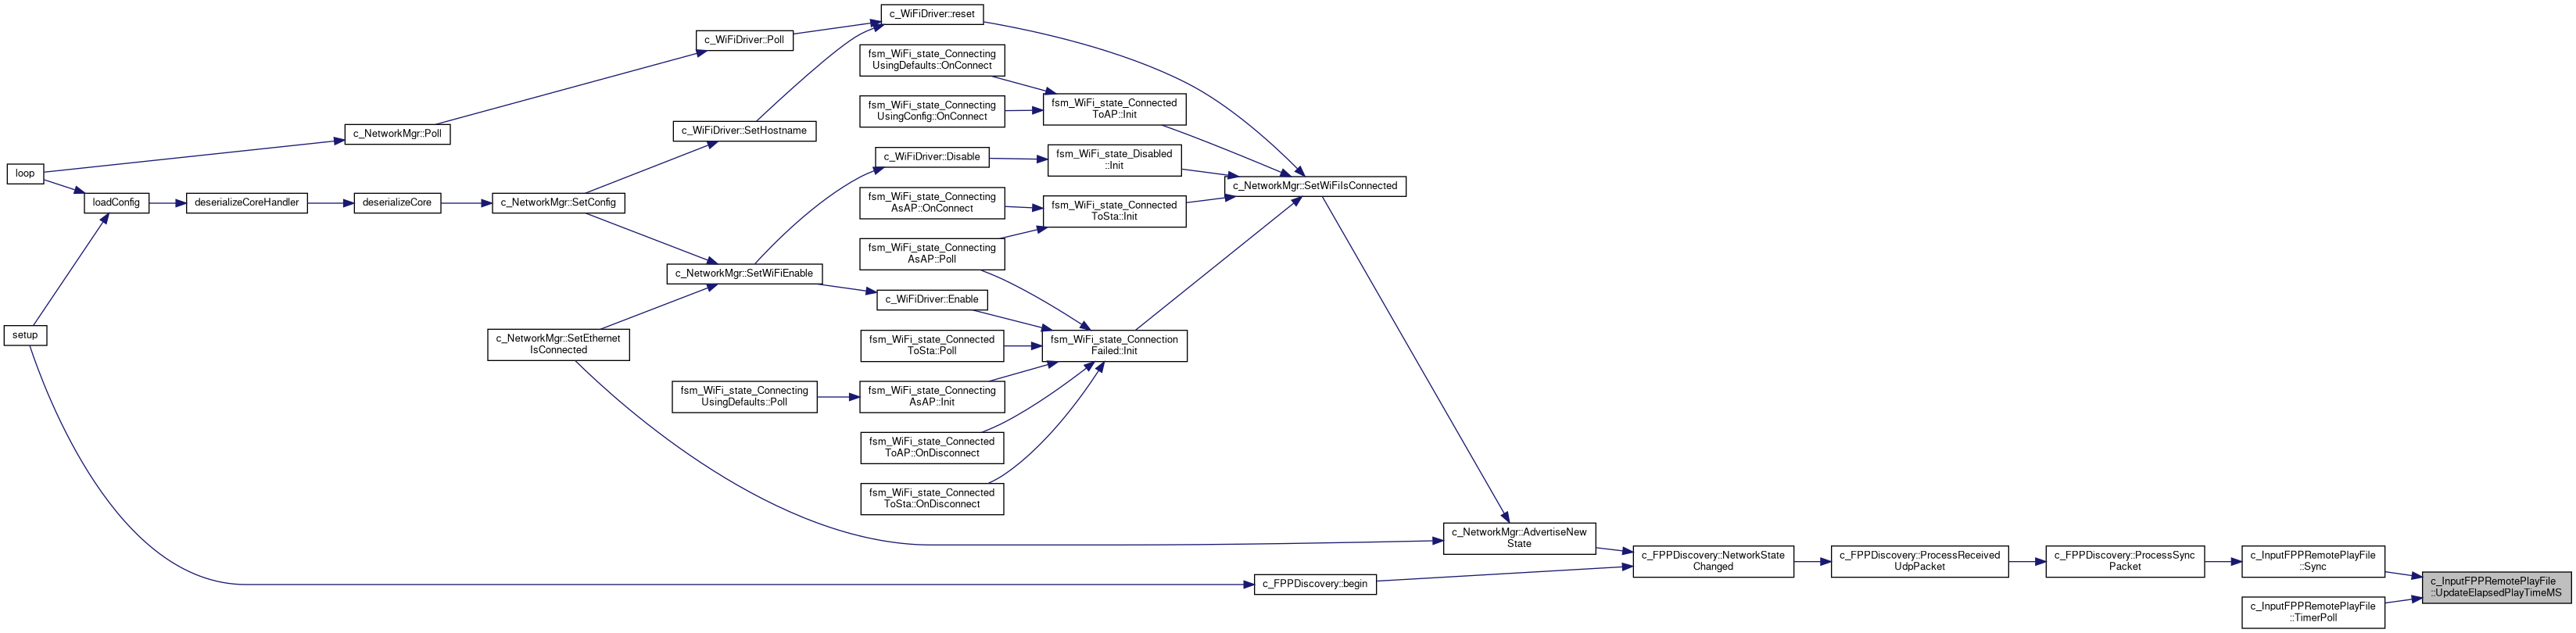 c_WiFiDriver::reset
c_WiFiDriver::Poll
fsm_WiFi_state_Connecting
UsingDefaults::OnConnect
fsm_WiFi_state_Connecting
UsingConfig::OnConnect
fsm_WiFi_state_Connected
ToAP::Init
c_NetworkMgr::Poll
c_WiFiDriver::SetHostname
c_WiFiDriver::Disable
fsm_WiFi_state_Disabled
::Init
loop
c_NetworkMgr::SetWiFiIsConnected
loadConfig
deserializeCoreHandler
deserializeCore
c_NetworkMgr::SetConfig
fsm_WiFi_state_Connecting
AsAP::OnConnect
fsm_WiFi_state_Connected
ToSta::Init
fsm_WiFi_state_Connecting
AsAP::Poll
c_NetworkMgr::SetWiFiEnable
c_WiFiDriver::Enable
setup
c_NetworkMgr::SetEthernet
IsConnected
fsm_WiFi_state_Connected
ToSta::Poll
fsm_WiFi_state_Connection
Failed::Init
fsm_WiFi_state_Connecting
UsingDefaults::Poll
fsm_WiFi_state_Connecting
AsAP::Init
fsm_WiFi_state_Connected
ToAP::OnDisconnect
fsm_WiFi_state_Connected
ToSta::OnDisconnect
c_NetworkMgr::AdvertiseNew
State
c_FPPDiscovery::NetworkState
Changed
c_FPPDiscovery::ProcessReceived
UdpPacket
c_FPPDiscovery::ProcessSync
Packet
c_InputFPPRemotePlayFile
::Sync
c_FPPDiscovery::begin
c_InputFPPRemotePlayFile
::UpdateElapsedPlayTimeMS
c_InputFPPRemotePlayFile
::TimerPoll